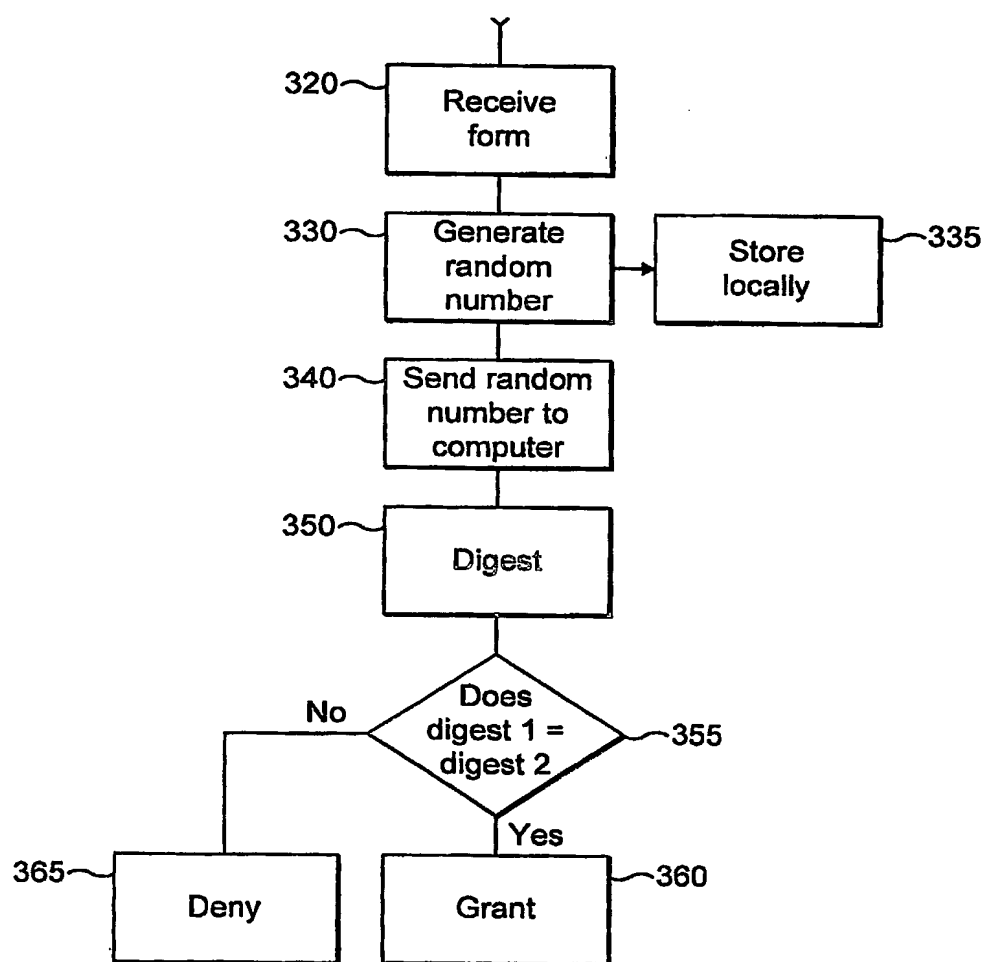 320
Receive
form
330
Generate
random
number
Store
locally
335
340
Send random
number to
computer
350
Digest
No
Does
digest 1 =
digest 2
355
Yes
365
Deny
Grant
360